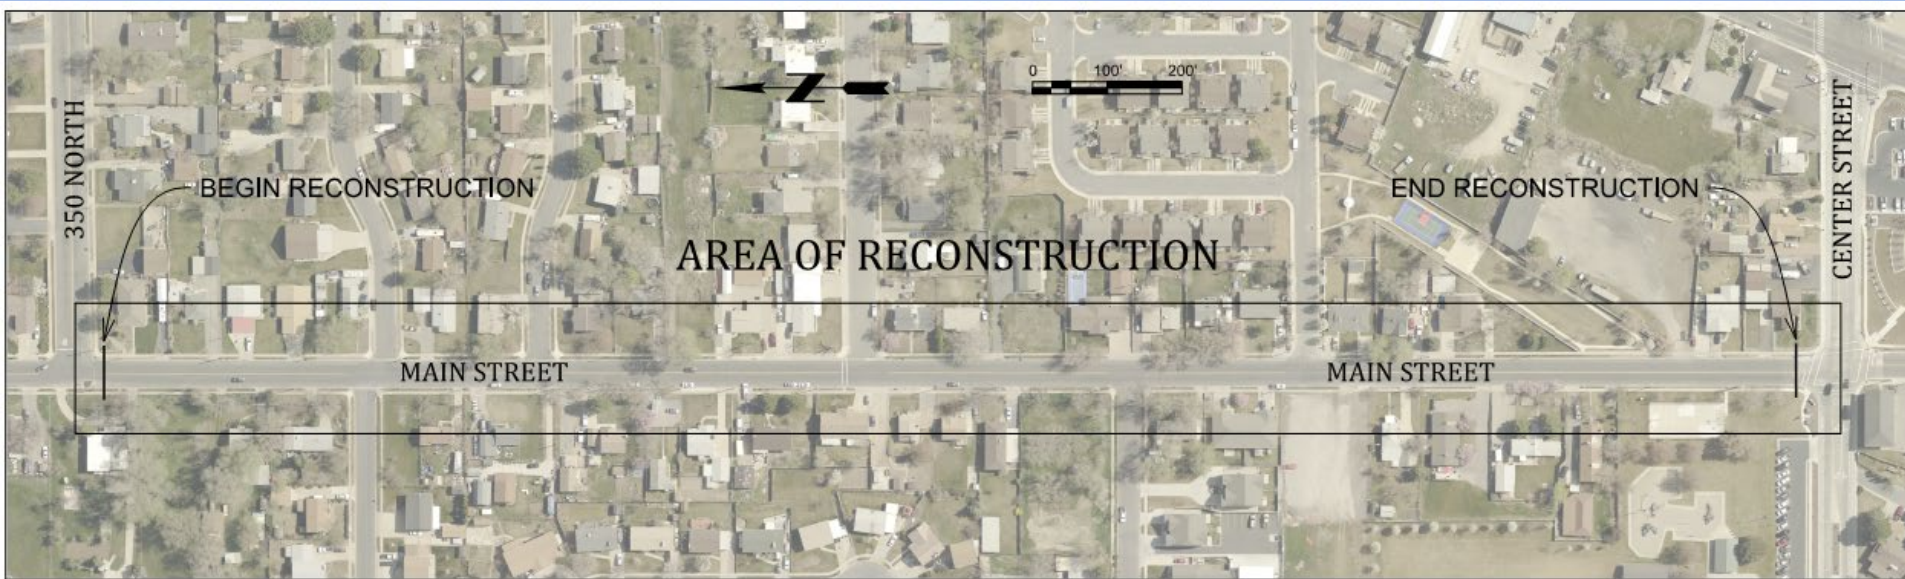 0 100' 200'
350 NORTH
CENTER STREET
BEGIN RECONSTRUCTION
END RECONSTRUCTION
AREA OF RECONSTRUCTION
MAIN STREET
MAIN STREET